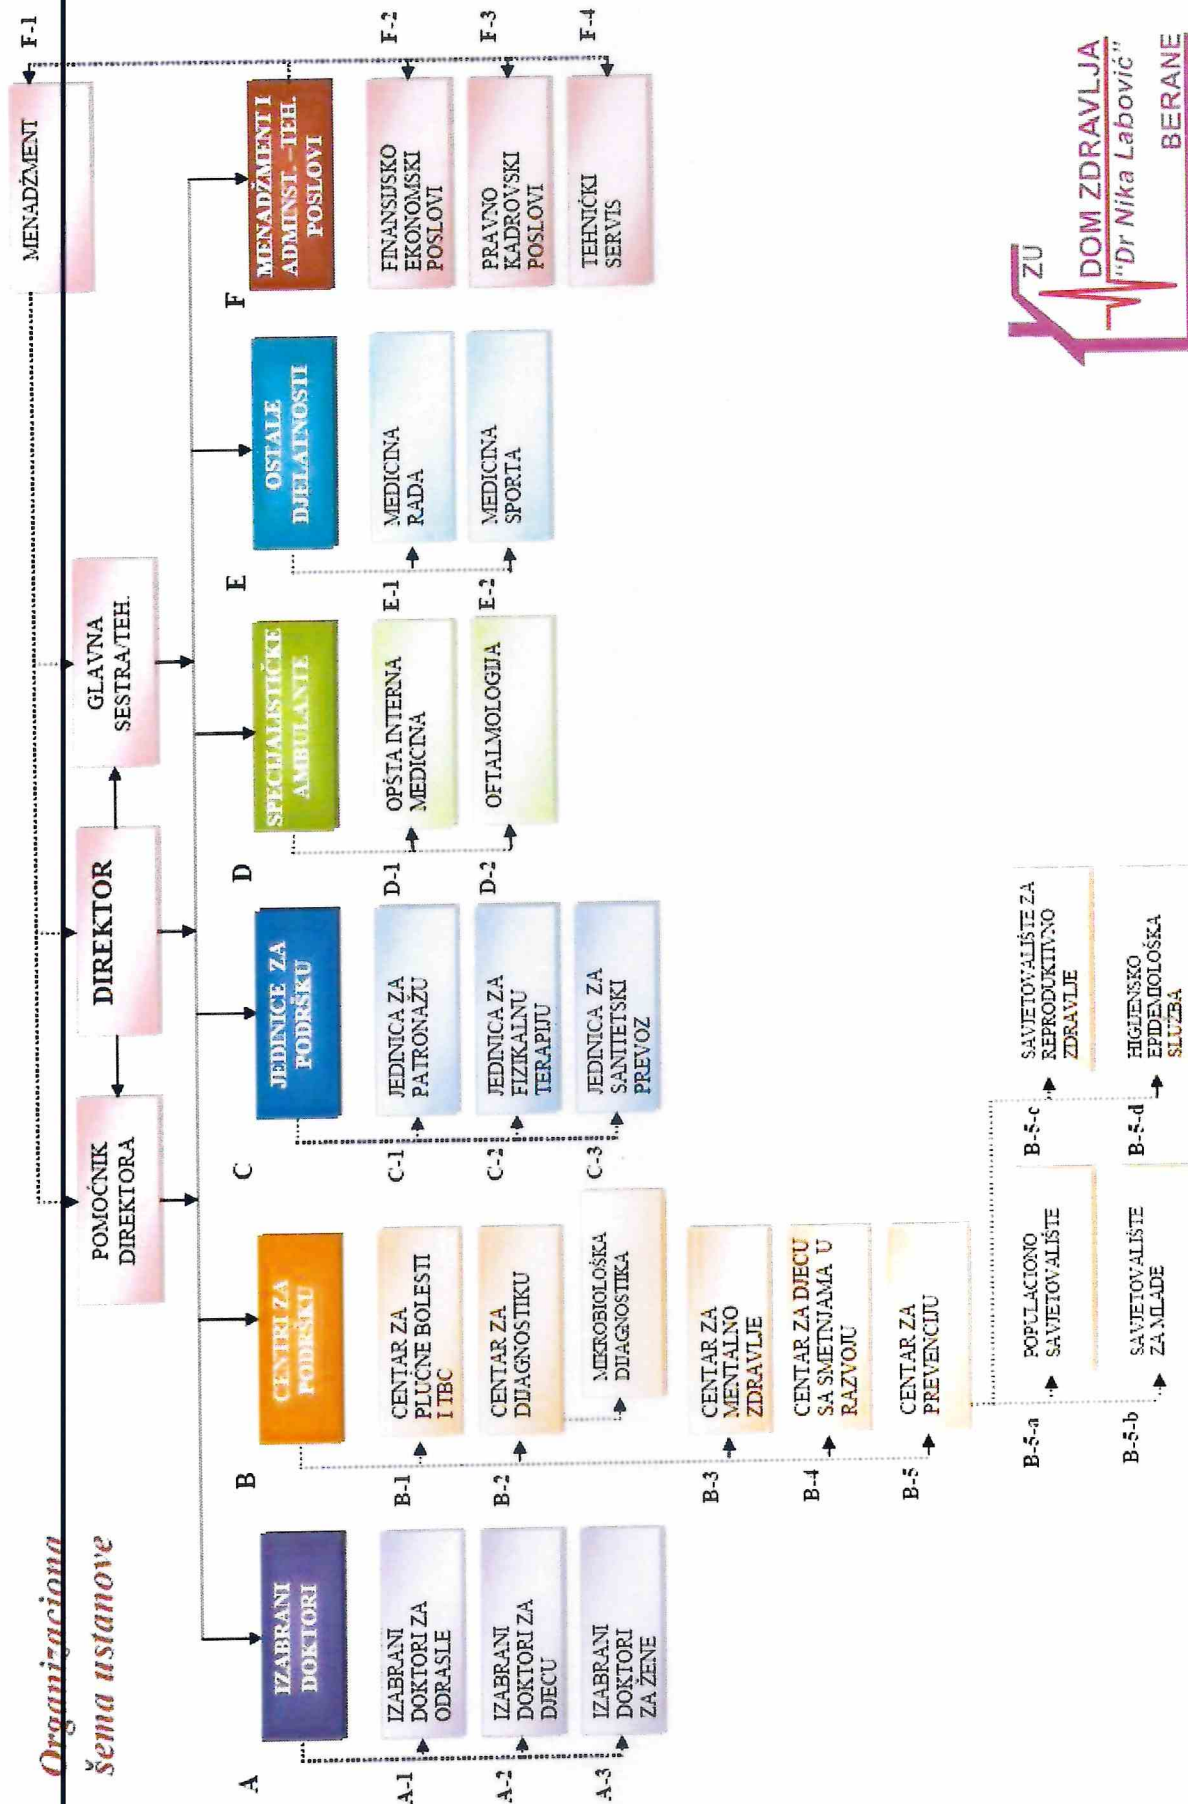 Organizaciona
šema ustanove
MENADŽMENT
F-1
POMOĆNIK
DIREKTORA
DIREKTOR
GLAVNA
SESTRA/TEH.
A
IZABRANI
DOKTORI
A-1
IZABRANI
DOKTORI ZA
ODRASLE
A-2
IZABRANI
DOKTORI ZA
DJECU
A-3
IZABRANI
DOKTORI
ZA ŽENE
B
CENTRI ZA
PODRŠKU
B-1
CENTAR ZA
PLUĆNE BOLESTI
I TBC
B-2
CENTAR ZA
DIJAGNOSTIKU
MIKROBIOLOŠKA
DIJAGNOSTIKA
B-3
CENTAR ZA
MENTALNO
ZDRAVLJE
B-4
CENTAR ZA DJECU
SA SMETNJAMA U
RAZVOJU
B-5
CENTAR ZA
PREVENCIJU
B-5-a
POPULACIONO
SAVJETOVALIŠTE
B-5-b
SAVJETOVALIŠTE
ZA MLADE
B-5-c
SAVJETOVALIŠTE ZA
REPRODUKTIVNO
ZDRAVLJE
B-5-d
HIGIJENSKO
EPIDEMIOLOŠKA
SLUŽBA
C
JEDINICE ZA
PODRŠKU
C-1
JEDINICA ZA
PATRONAŽU
C-2
JEDINICA ZA
FIZIKALNU
TERAPIJU
C-3
JEDINICA ZA
SANITETSKI
PREVOZ
D
SPECIJALISTIČKE
AMBULANTE
D-1
OPŠTA INTERNA
MEDICINA
D-2
OFTALMOLOGIJA
E
OSTALE
DJELATNOSTI
E-1
MEDICINA
RADA
E-2
MEDICINA
SPORTA
F
MENADŽMENT I
ADMINST.-TEH.
POSLOVI
F-2
FINANSIJSKO
EKONOMSKI
POSLOVI
F-3
PRAVNO
KADROVSKI
POSLOVI
F-4
TEHNIČKI
SERVIS
ZU
DOM ZDRAVLJA
"Dr Nika Labović"
BERANE